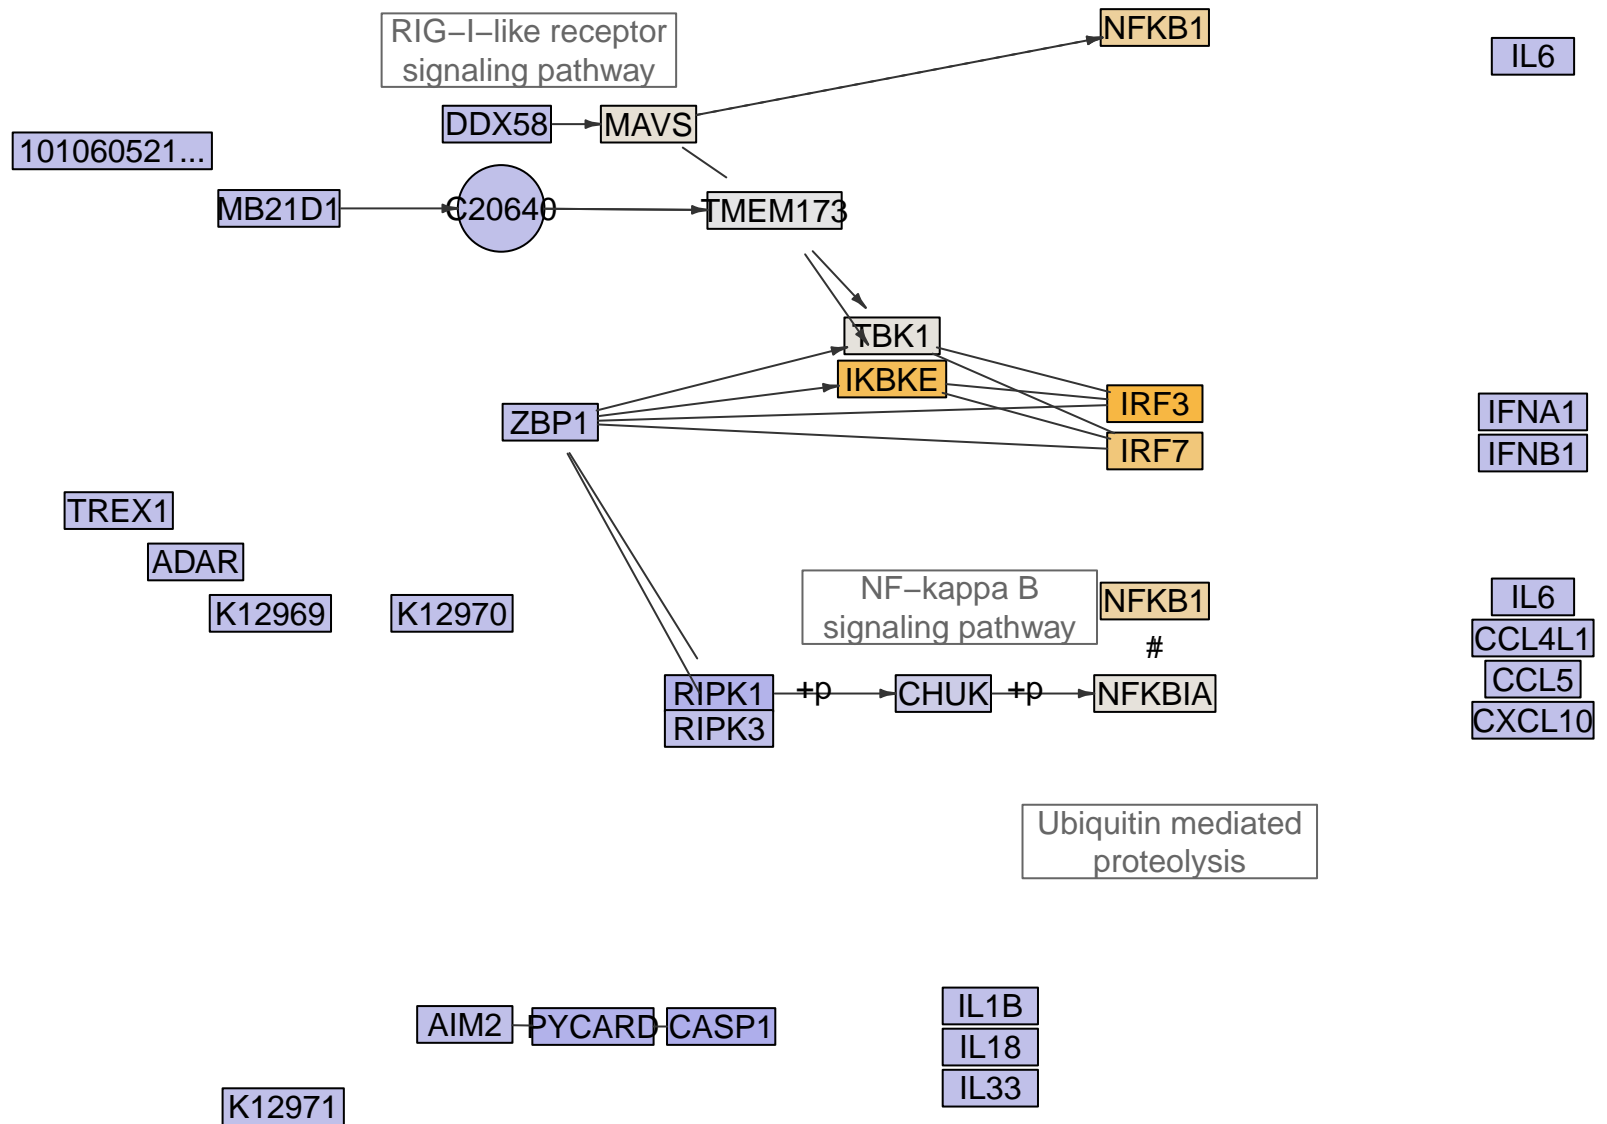 RIG−I−like receptor
signaling pathway
NFKB1
IL6
DDX58
MAVS
101060521...
MB21D1
C20640
TMEM173
TBK1
IKBKE
IRF3
ZBP1
IRF7
IFNA1
IFNB1
TREX1
ADAR
K12969
K12970
NF−kappa B
signaling pathway
NFKB1
#
IL6
CCL4L1
CCL5
CXCL10
RIPK1
+p
CHUK
+p
NFKBIA
RIPK3
Ubiquitin mediated
proteolysis
AIM2
PYCARD
CASP1
IL1B
IL18
IL33
K12971